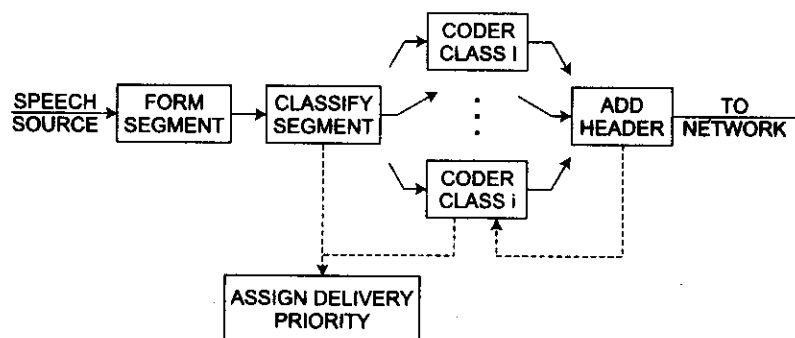 CODER
CLASS I
SPEECH
SOURCE
FORM
SEGMENT
CLASSIFY
SEGMENT
ADD
HEADER
TO
NETWORK
CODER
CLASS i
ASSIGN DELIVERY
PRIORITY